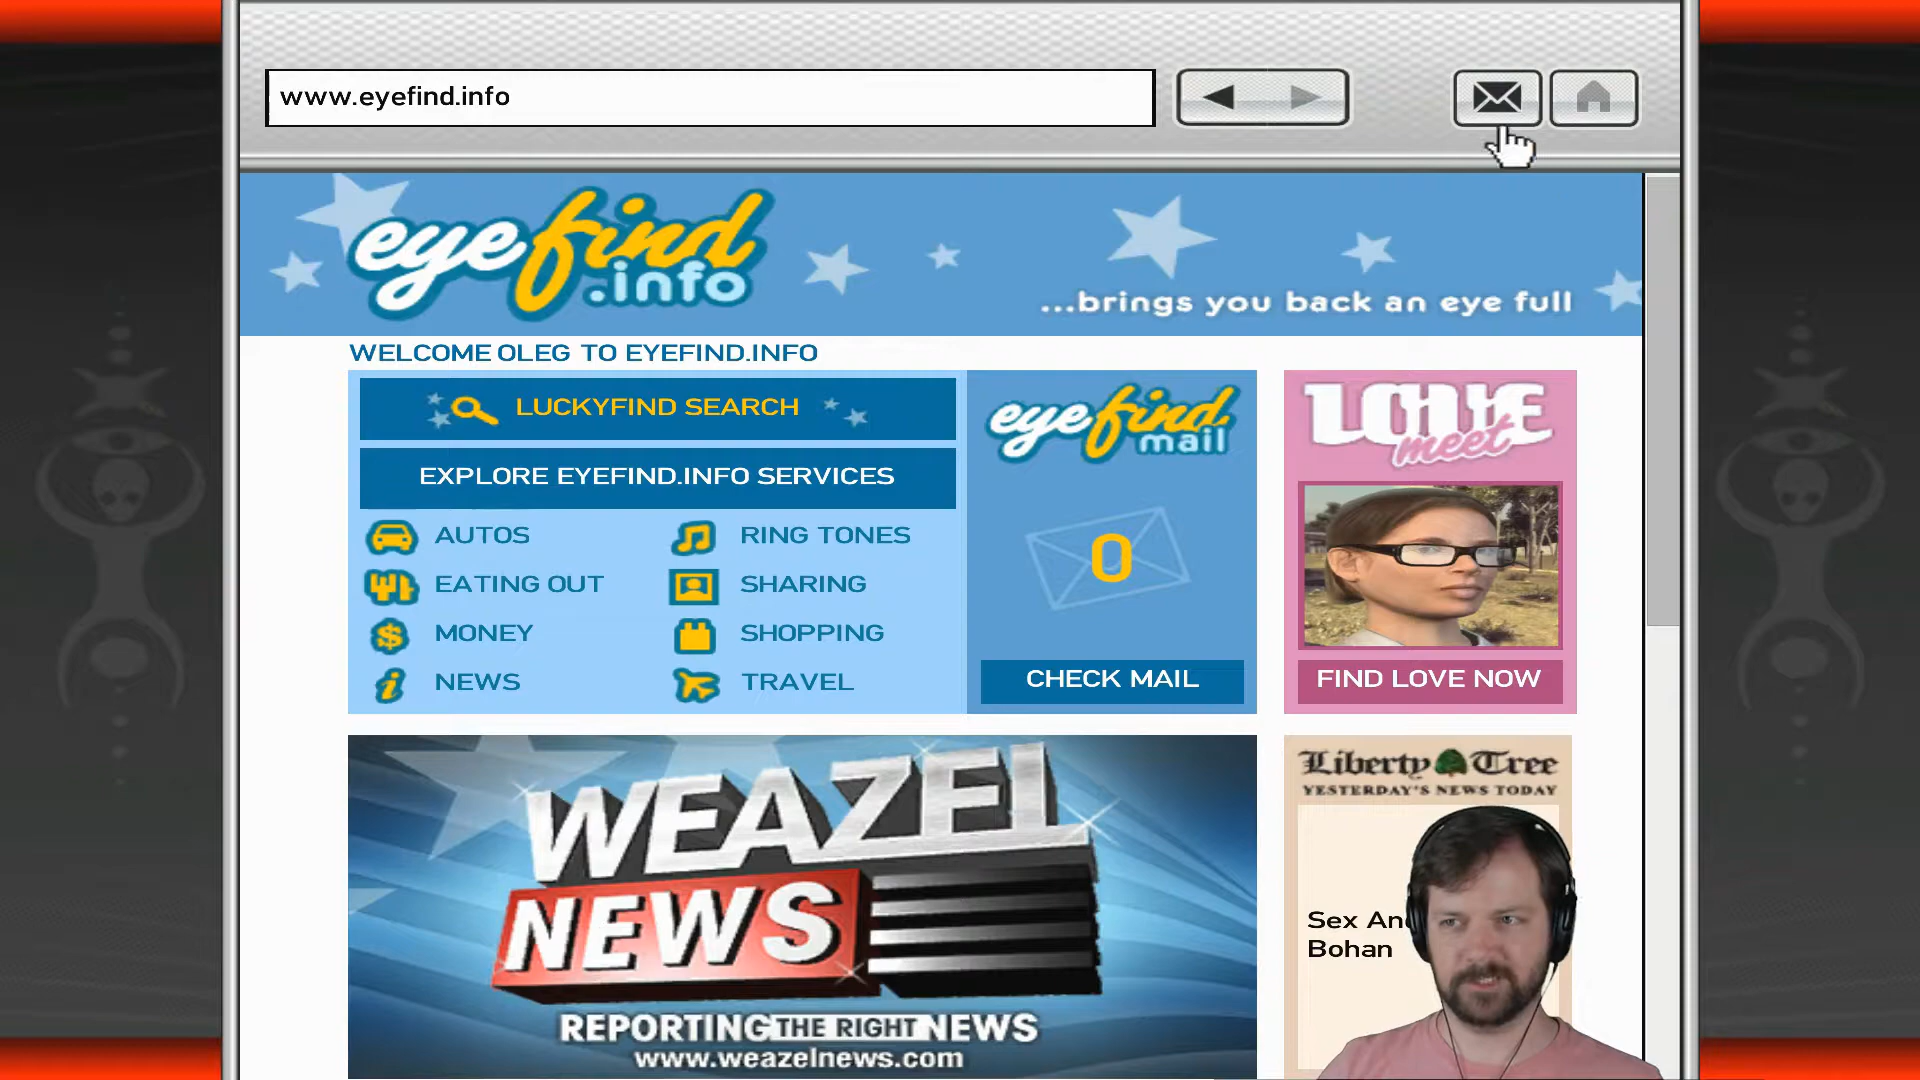 www.eyefind.info
eyefind
.info
...brings you back an eye full
WELCOME OLEG TO EYEFIND.INFO
LUCKYFIND SEARCH
EXPLORE EYEFIND.INFO SERVICES
AUTOS
RING TONES
EATING OUT
SHARING
MONEY
SHOPPING
NEWS
TRAVEL
eyefind
mail
0
CHECK MAIL
LOVE
meet
FIND LOVE NOW
WEAZEL
NEWS
REPORTING THE RIGHT NEWS
www.weazelnews.com
Liberty Tree
YESTERDAY'S NEWS TODAY
Sex
Bohan